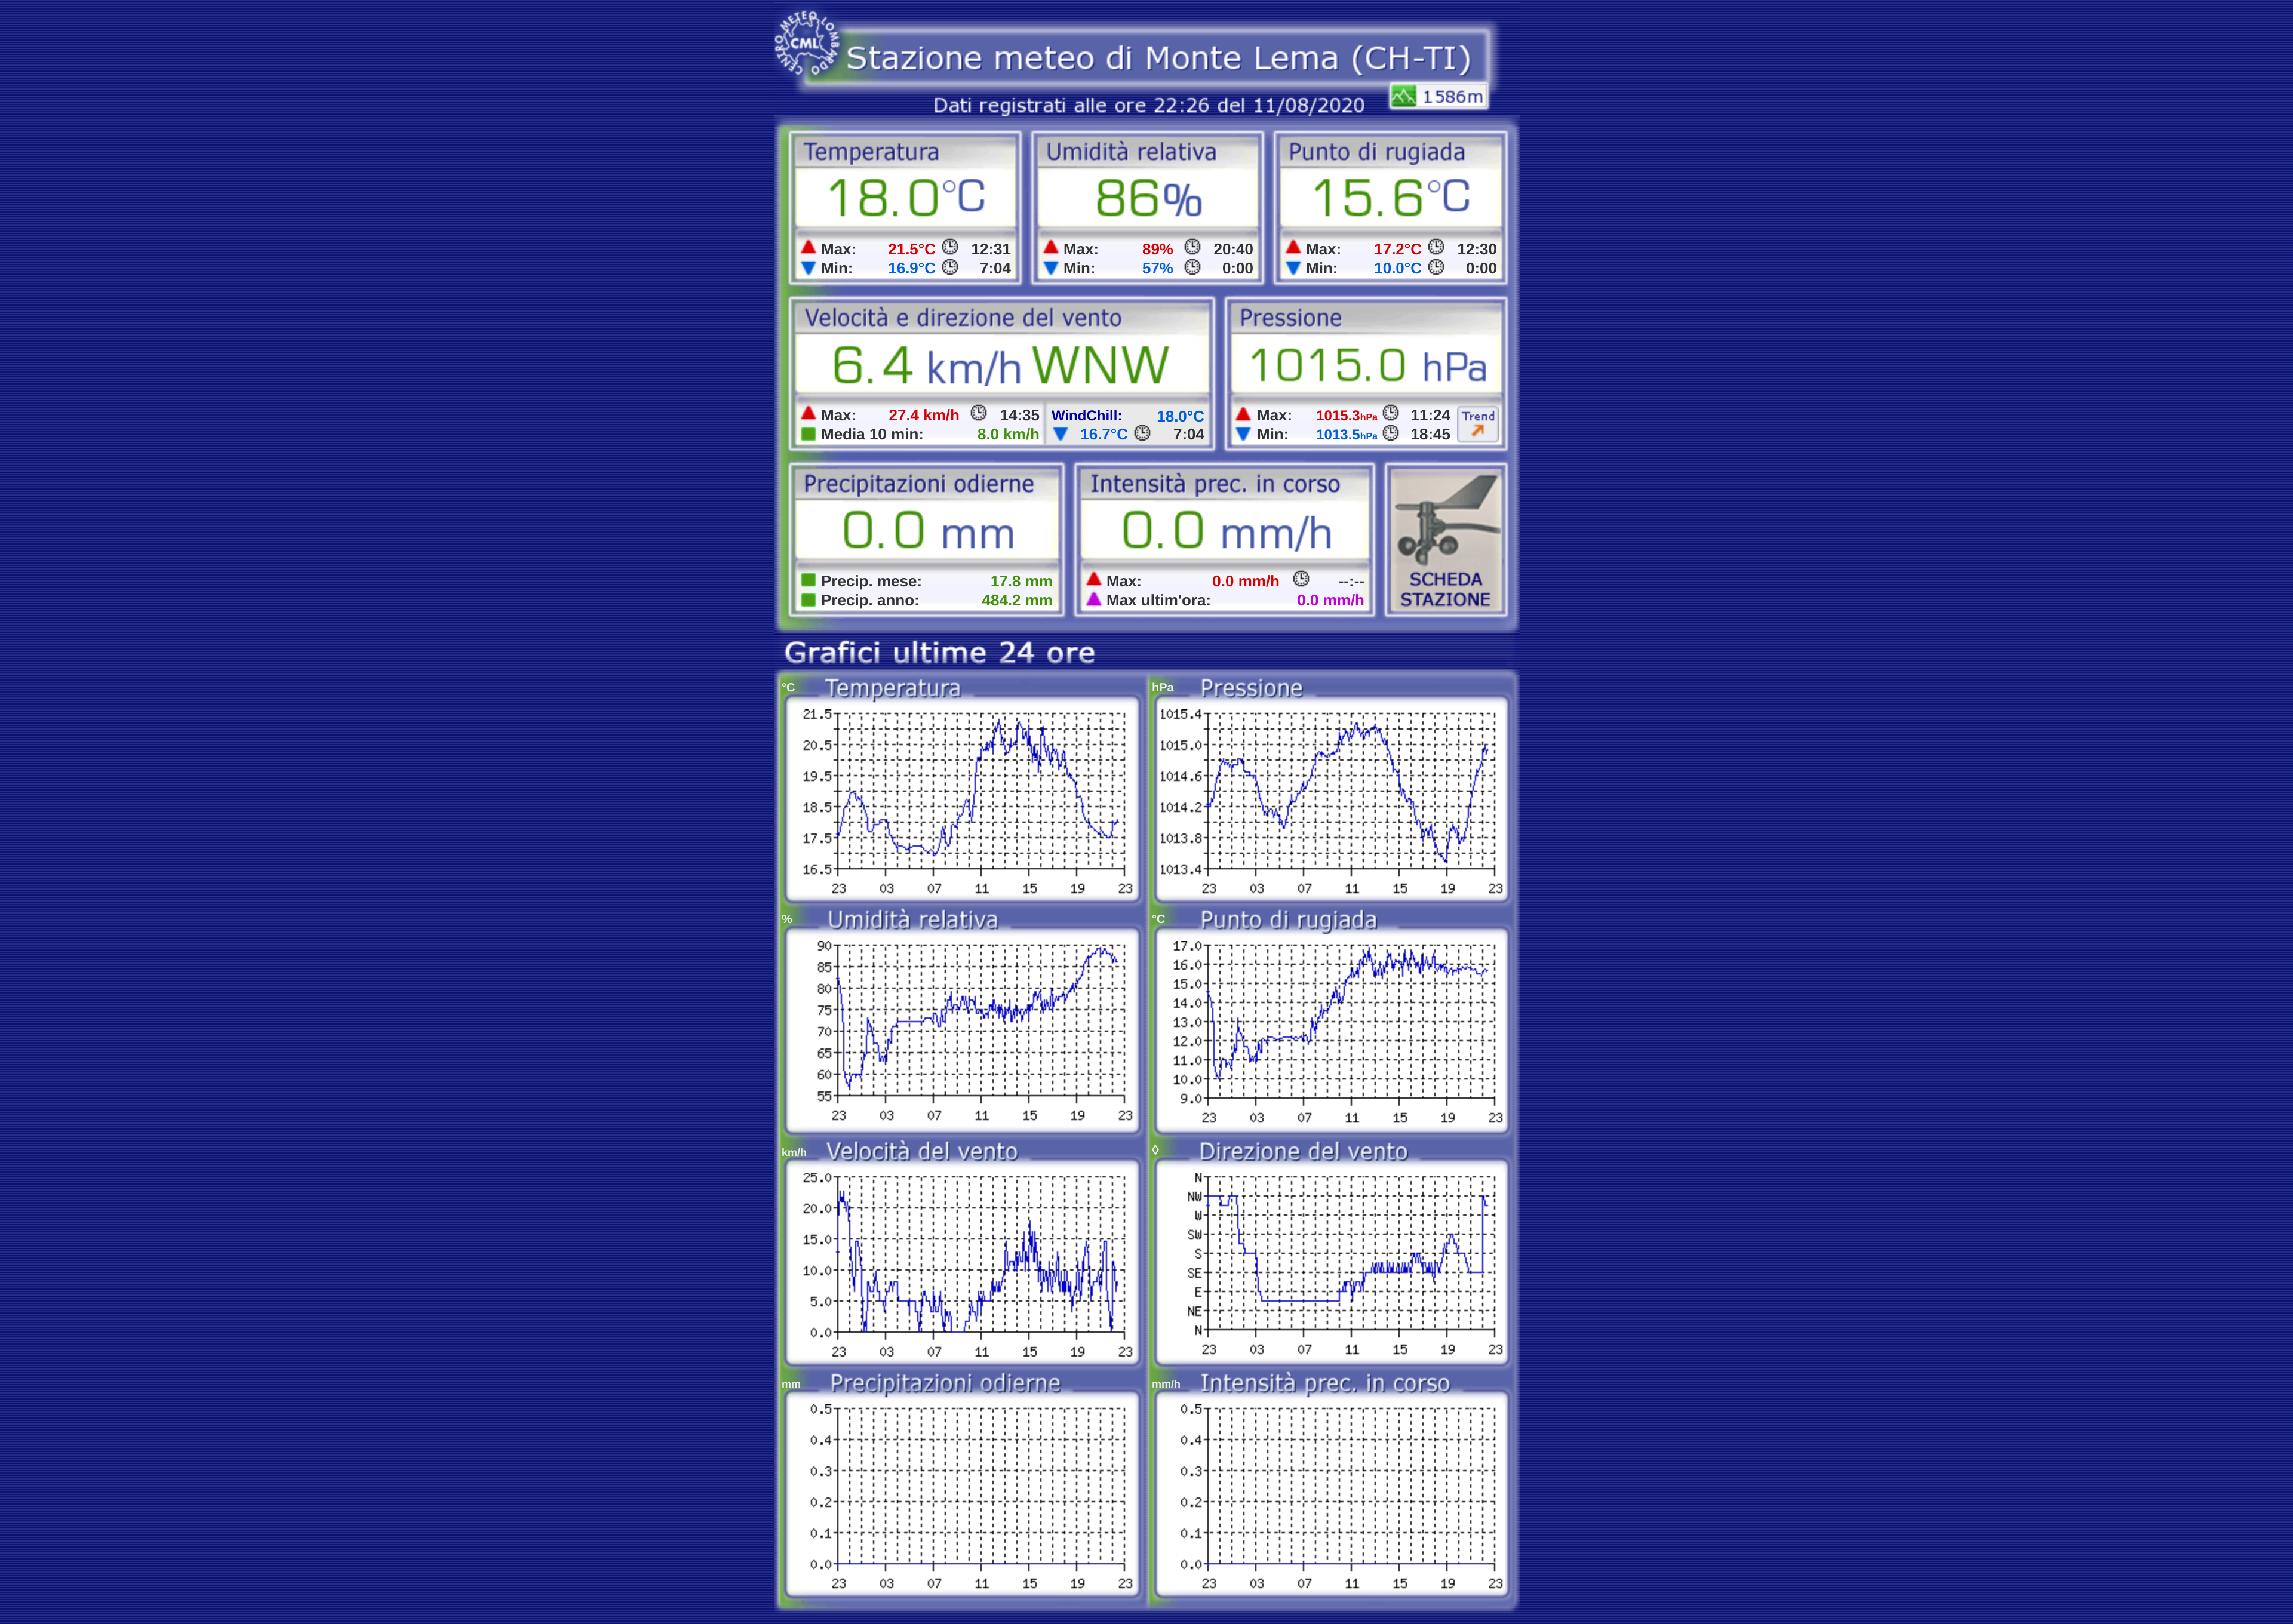 CENTRO METEO LOMBARDO
CML
Stazione meteo di Monte Lema (CH-TI)
Dati registrati alle ore 22:26 del 11/08/2020
1586m
Temperatura
18.0°C
Max: 21.5°C 12:31
Min: 16.9°C 7:04
Umidità relativa
86%
Max: 89% 20:40
Min: 57% 0:00
Punto di rugiada
15.6°C
Max: 17.2°C 12:30
Min: 10.0°C 0:00
Velocità e direzione del vento
6.4 km/h WNW
Max: 27.4 km/h 14:35
Media 10 min: 8.0 km/h
WindChill: 18.0°C
16.7°C 7:04
Pressione
1015.0 hPa
Max: 1015.3hPa 11:24
Min: 1013.5hPa 18:45
Trend
Precipitazioni odierne
0.0 mm
Precip. mese: 17.8 mm
Precip. anno: 484.2 mm
Intensità prec. in corso
0.0 mm/h
Max: 0.0 mm/h --:--
Max ultim'ora: 0.0 mm/h
SCHEDA
STAZIONE
Grafici ultime 24 ore
°C Temperatura
21.5
20.5
19.5
18.5
17.5
16.5
23 03 07 11 15 19 23
hPa Pressione
1015.4
1015.0
1014.6
1014.2
1013.8
1013.4
23 03 07 11 15 19 23
% Umidità relativa
90
85
80
75
70
65
60
55
23 03 07 11 15 19 23
°C Punto di rugiada
17.0
16.0
15.0
14.0
13.0
12.0
11.0
10.0
9.0
23 03 07 11 15 19 23
km/h Velocità del vento
25.0
20.0
15.0
10.0
5.0
0.0
23 03 07 11 15 19 23
◊ Direzione del vento
N
NW
W
SW
S
SE
E
NE
N
23 03 07 11 15 19 23
mm Precipitazioni odierne
0.5
0.4
0.3
0.2
0.1
0.0
23 03 07 11 15 19 23
mm/h Intensità prec. in corso
0.5
0.4
0.3
0.2
0.1
0.0
23 03 07 11 15 19 23